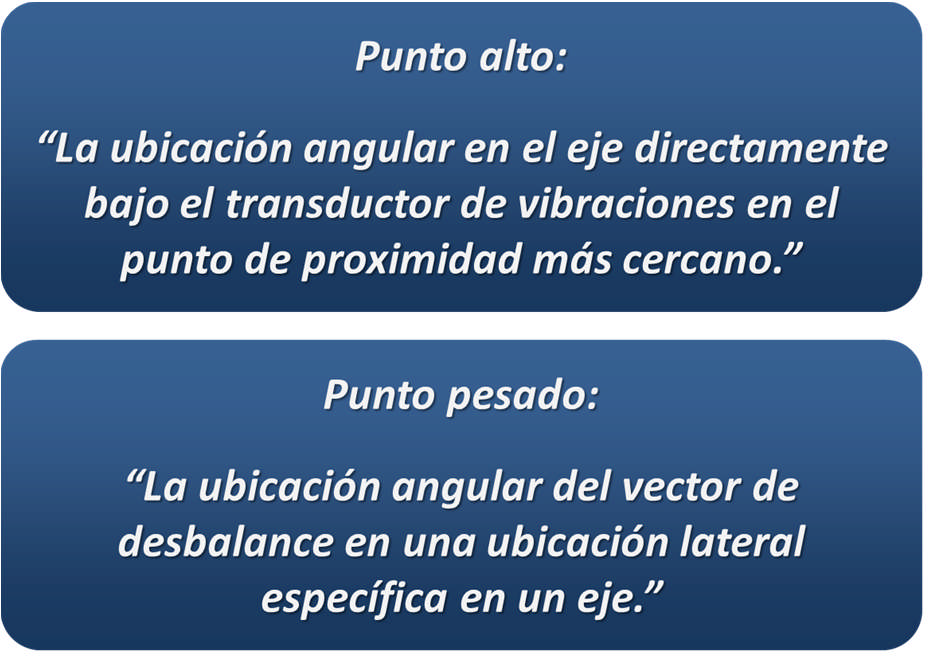 Punto alto:
“La ubicación angular en el eje directamente
bajo el transductor de vibraciones en el
punto de proximidad más cercano.”
Punto pesado:
“La ubicación angular del vector de
desbalance en una ubicación lateral
específica en un eje.”